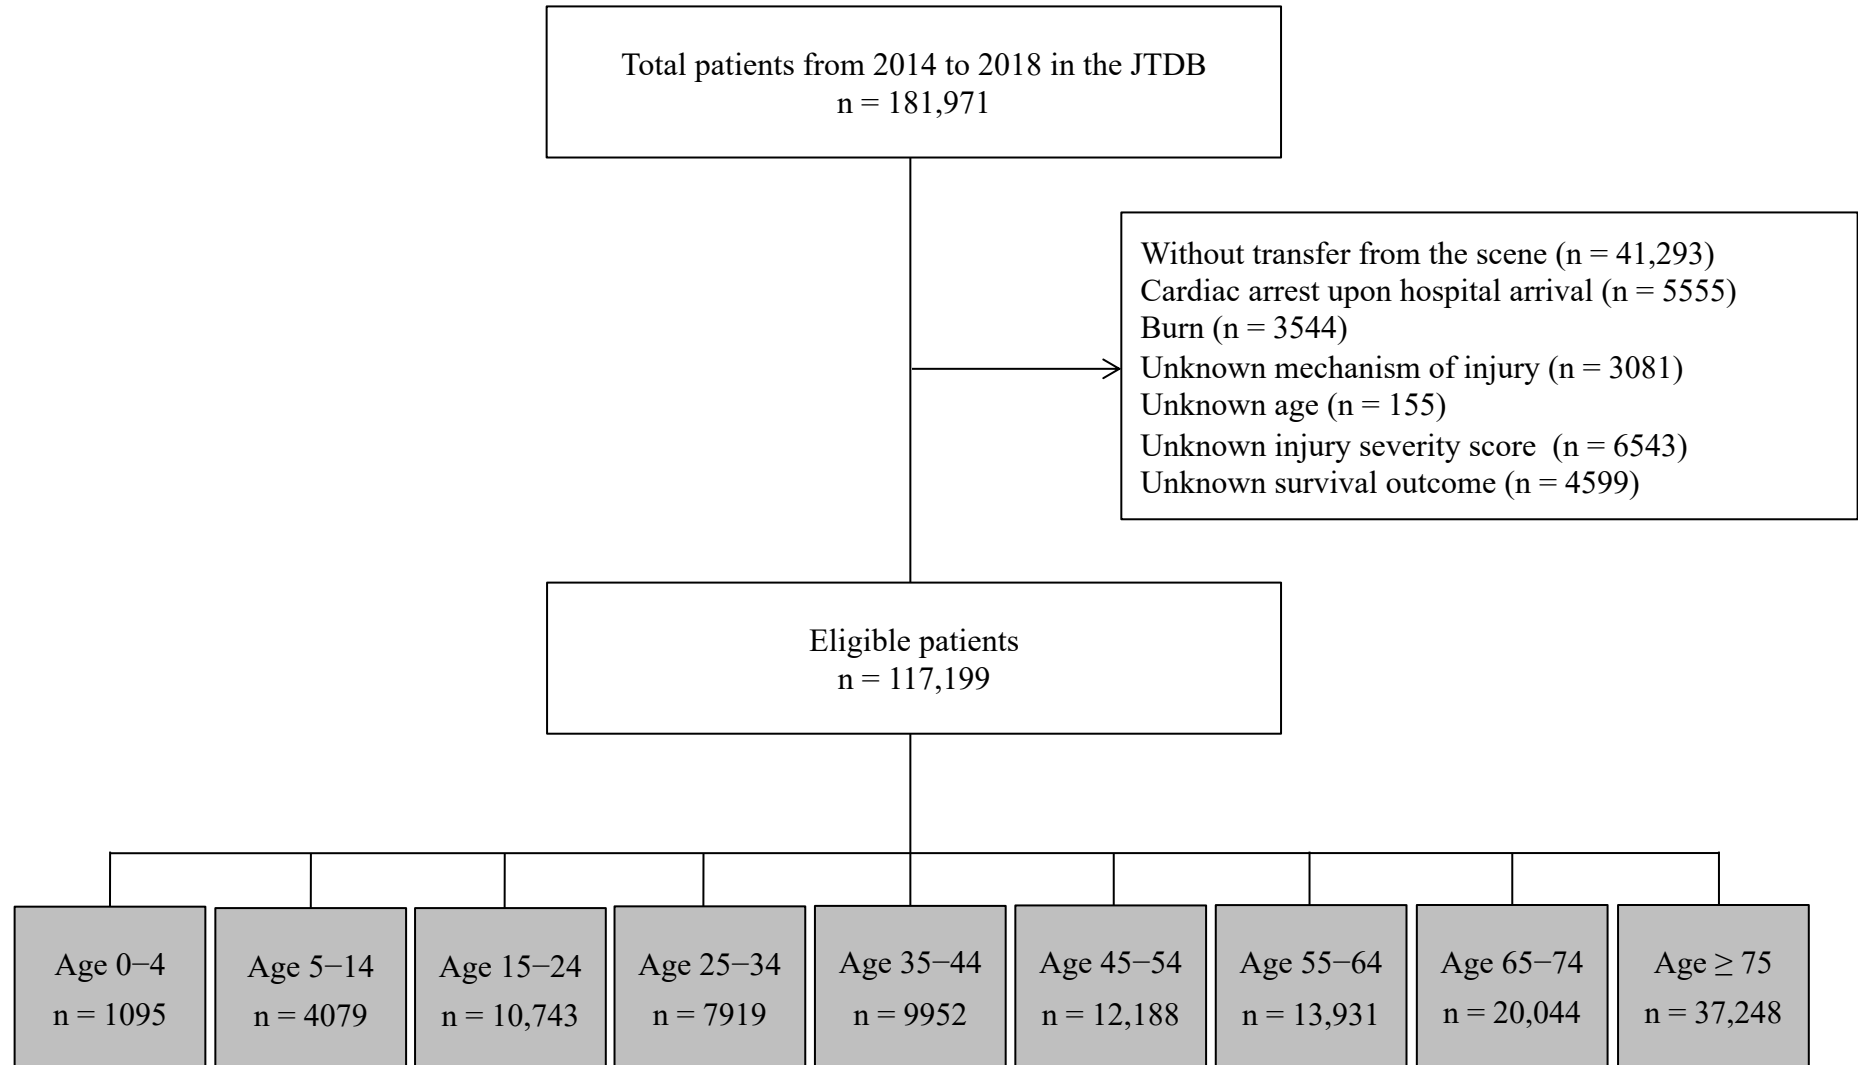 Total patients from 2014 to 2018 in the JTDB
n = 181,971
Without transfer from the scene (n = 41,293)
Cardiac arrest upon hospital arrival (n = 5555)
Burn (n = 3544)
Unknown mechanism of injury (n = 3081)
Unknown age (n = 155)
Unknown injury severity score (n = 6543)
Unknown survival outcome (n = 4599)
Eligible patients
n = 117,199
Age 0−4
n = 1095
Age 5−14
n = 4079
Age 15−24
n = 10,743
Age 25−34
n = 7919
Age 35−44
n = 9952
Age 45−54
n = 12,188
Age 55−64
n = 13,931
Age 65−74
n = 20,044
Age ≥ 75
n = 37,248